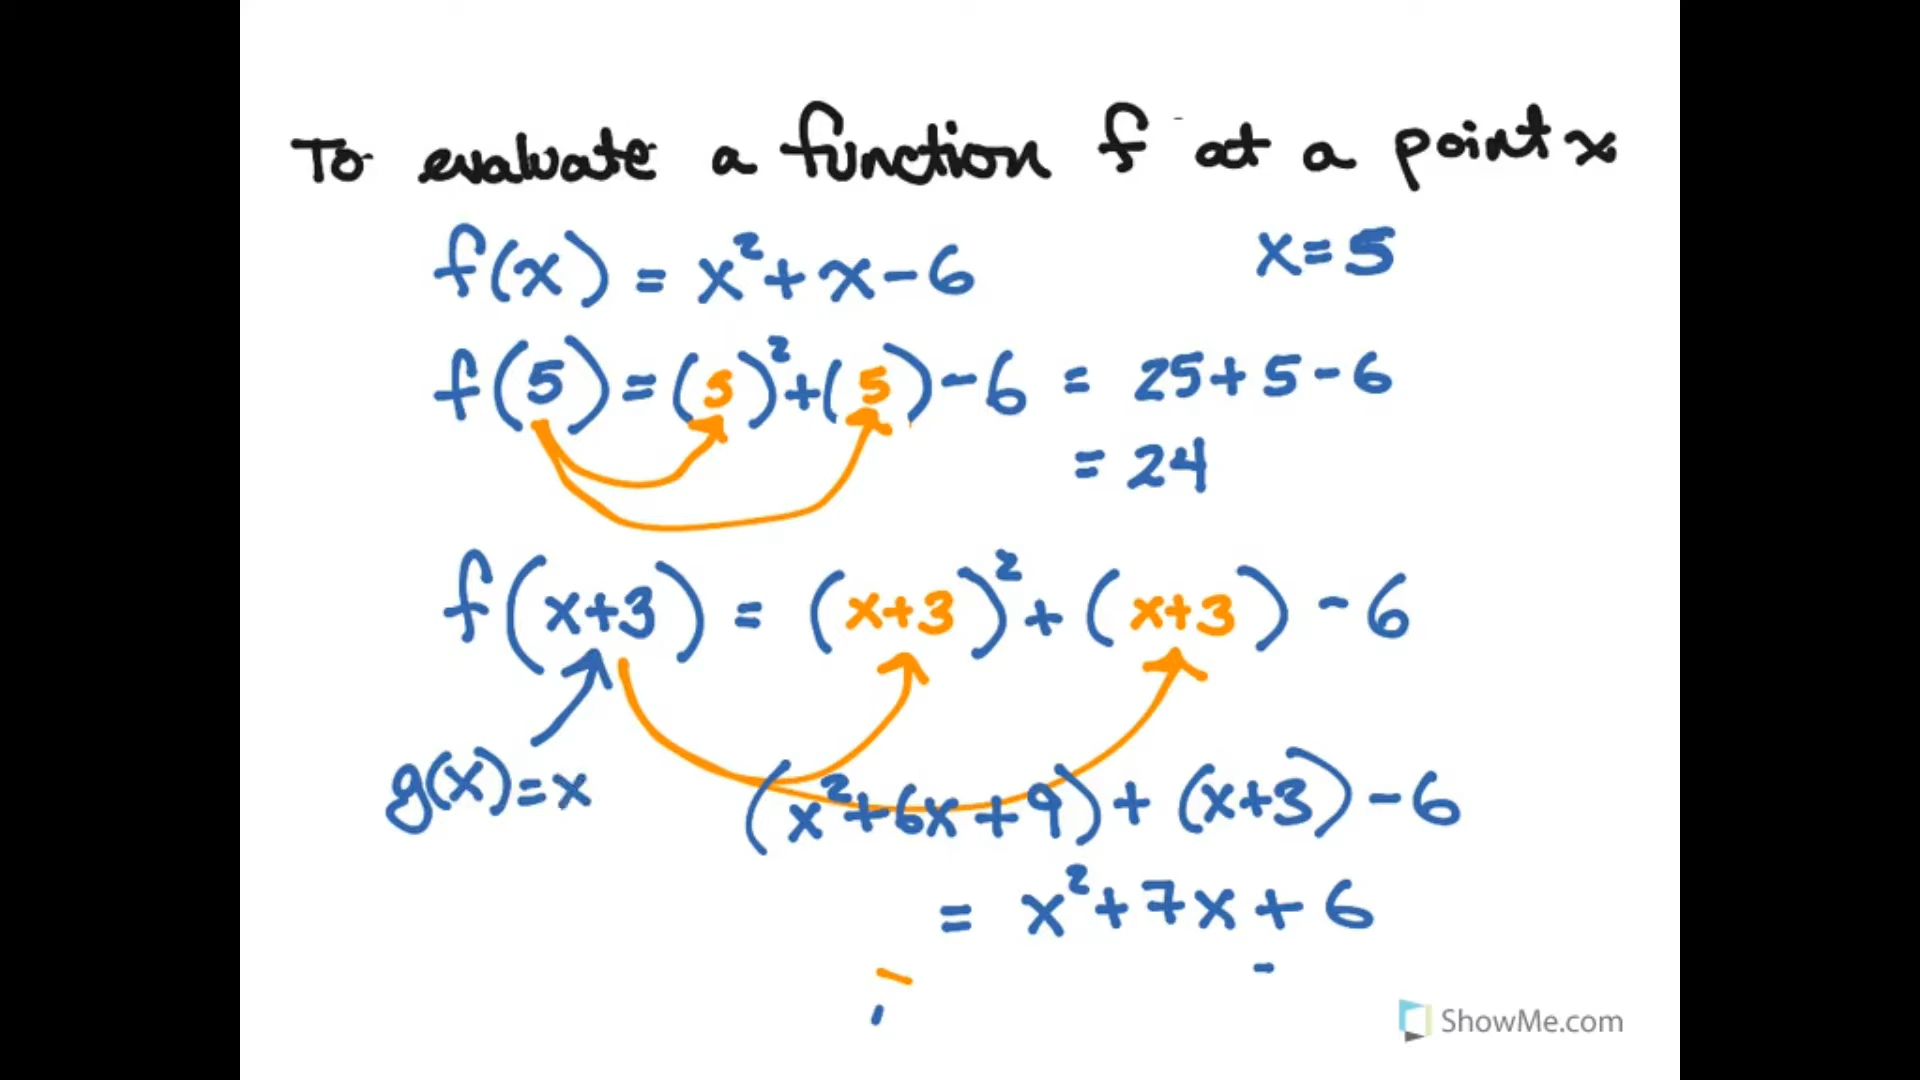 To evaluate a function f at a point x
f(x) = x²+x-6
x=5
f(5)=(5)²+(5)-6 = 25+5-6
= 24
f(x+3) = (x+3)²+(x+3)-6
g(x)=x
(x²+6x+9)+(x+3)-6
= x²+7x+6
ShowMe.com